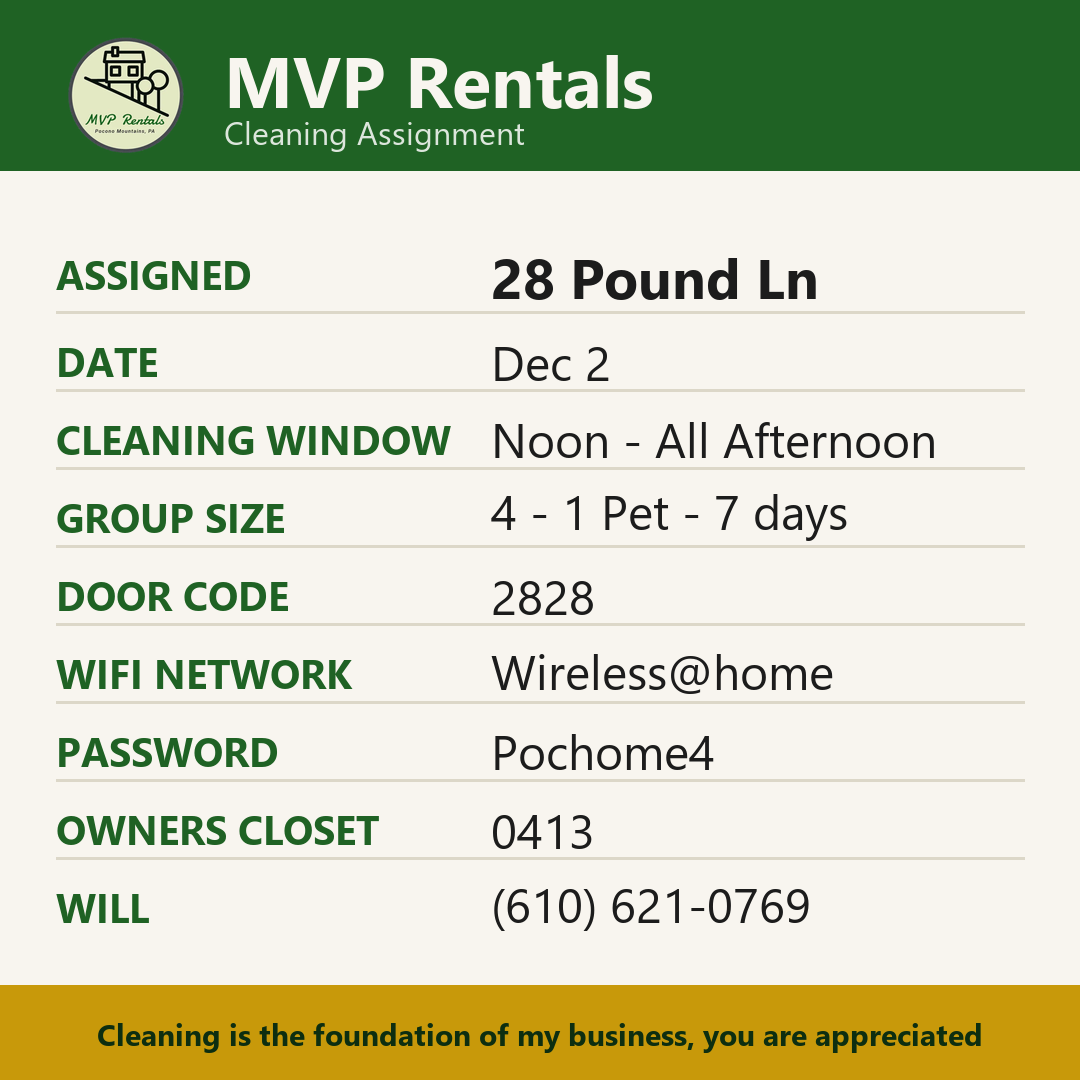 MVP Rentals
Pocono Mountains, PA
MVP Rentals
Cleaning Assignment
ASSIGNED 28 Pound Ln
DATE Dec 2
CLEANING WINDOW Noon - All Afternoon
GROUP SIZE 4 - 1 Pet - 7 days
DOOR CODE 2828
WIFI NETWORK Wireless@home
PASSWORD Pochome4
OWNERS CLOSET 0413
WILL (610) 621-0769
Cleaning is the foundation of my business, you are appreciated